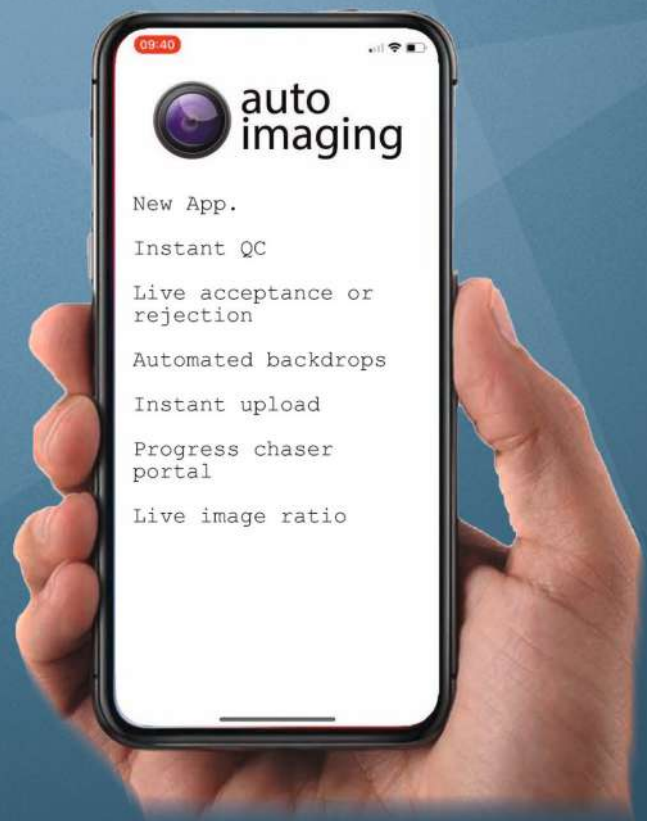 09:40
auto
imaging
New App.
Instant QC
Live acceptance or
rejection
Automated backdrops
Instant upload
Progress chaser
portal
Live image ratio